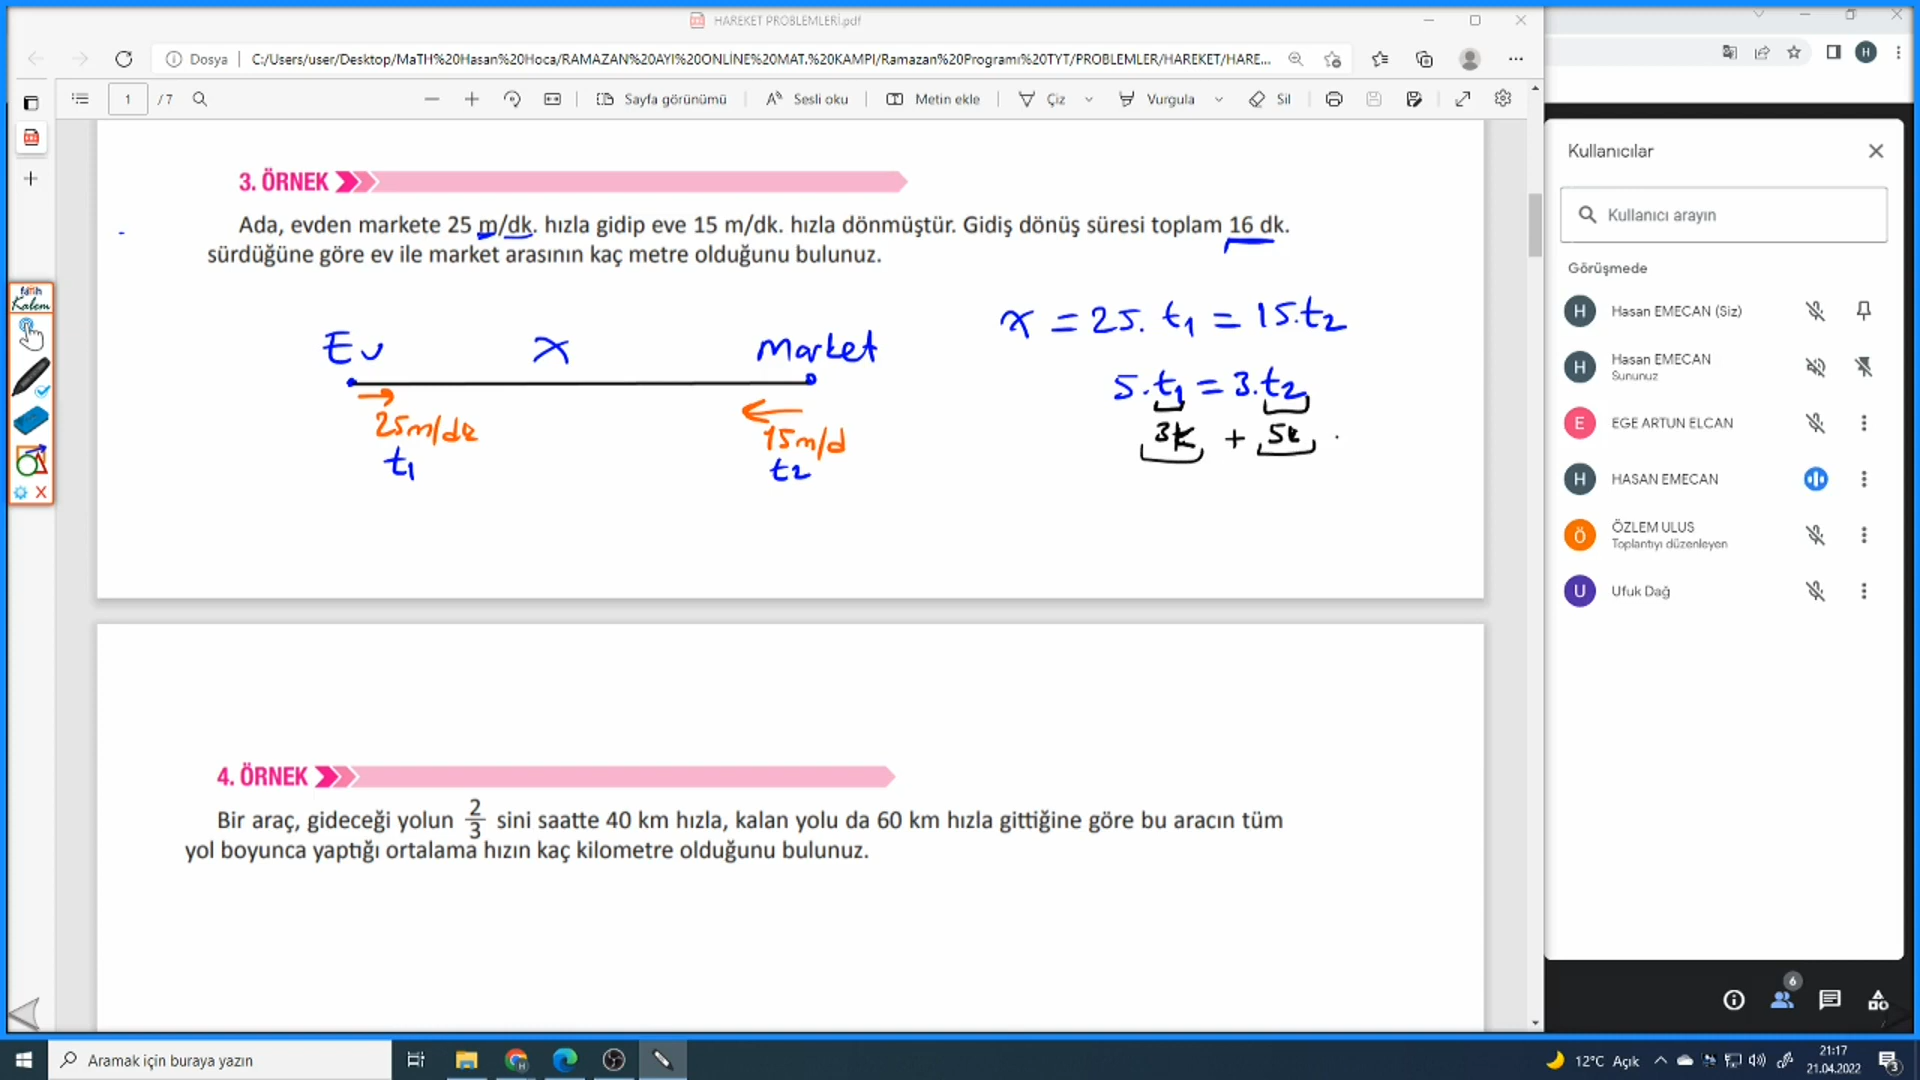 HAREKET PROBLEMLERİ.pdf
Dosya
C:/Users/user/Desktop/MaTH%20Hasan%20Hoca/RAMAZAN%20AYI%20ONLİNE%20MAT.%20KAMPI/Ramazan%20Programı%20TYT/PROBLEMLER/HAREKET/HARE...
1 /7
Sayfa görünümü
Sesli oku
Metin ekle
Çiz
Vurgula
Sil
3. ÖRNEK
Ada, evden markete 25 m/dk. hızla gidip eve 15 m/dk. hızla dönmüştür. Gidiş dönüş süresi toplam 16 dk.
sürdüğüne göre ev ile market arasının kaç metre olduğunu bulunuz.
Ev x Market
25m/dk 15m/d
t1 t2
x = 25. t1 = 15.t2
5.t1 = 3.t2
3k + 5k
4. ÖRNEK
Bir araç, gideceği yolun 2/3 sini saatte 40 km hızla, kalan yolu da 60 km hızla gittiğine göre bu aracın tüm
yol boyunca yaptığı ortalama hızın kaç kilometre olduğunu bulunuz.
fatih
Kalem
Kullanıcılar
Kullanıcı arayın
Görüşmede
H Hasan EMECAN (Siz)
H Hasan EMECAN
Sununuz
E EGE ARTUN ELCAN
H HASAN EMECAN
Ö ÖZLEM ULUS
Toplantıyı düzenleyen
U Ufuk Dağ
6
H
Aramak için buraya yazın
12°C Açık
21:17
21.04.2022
3